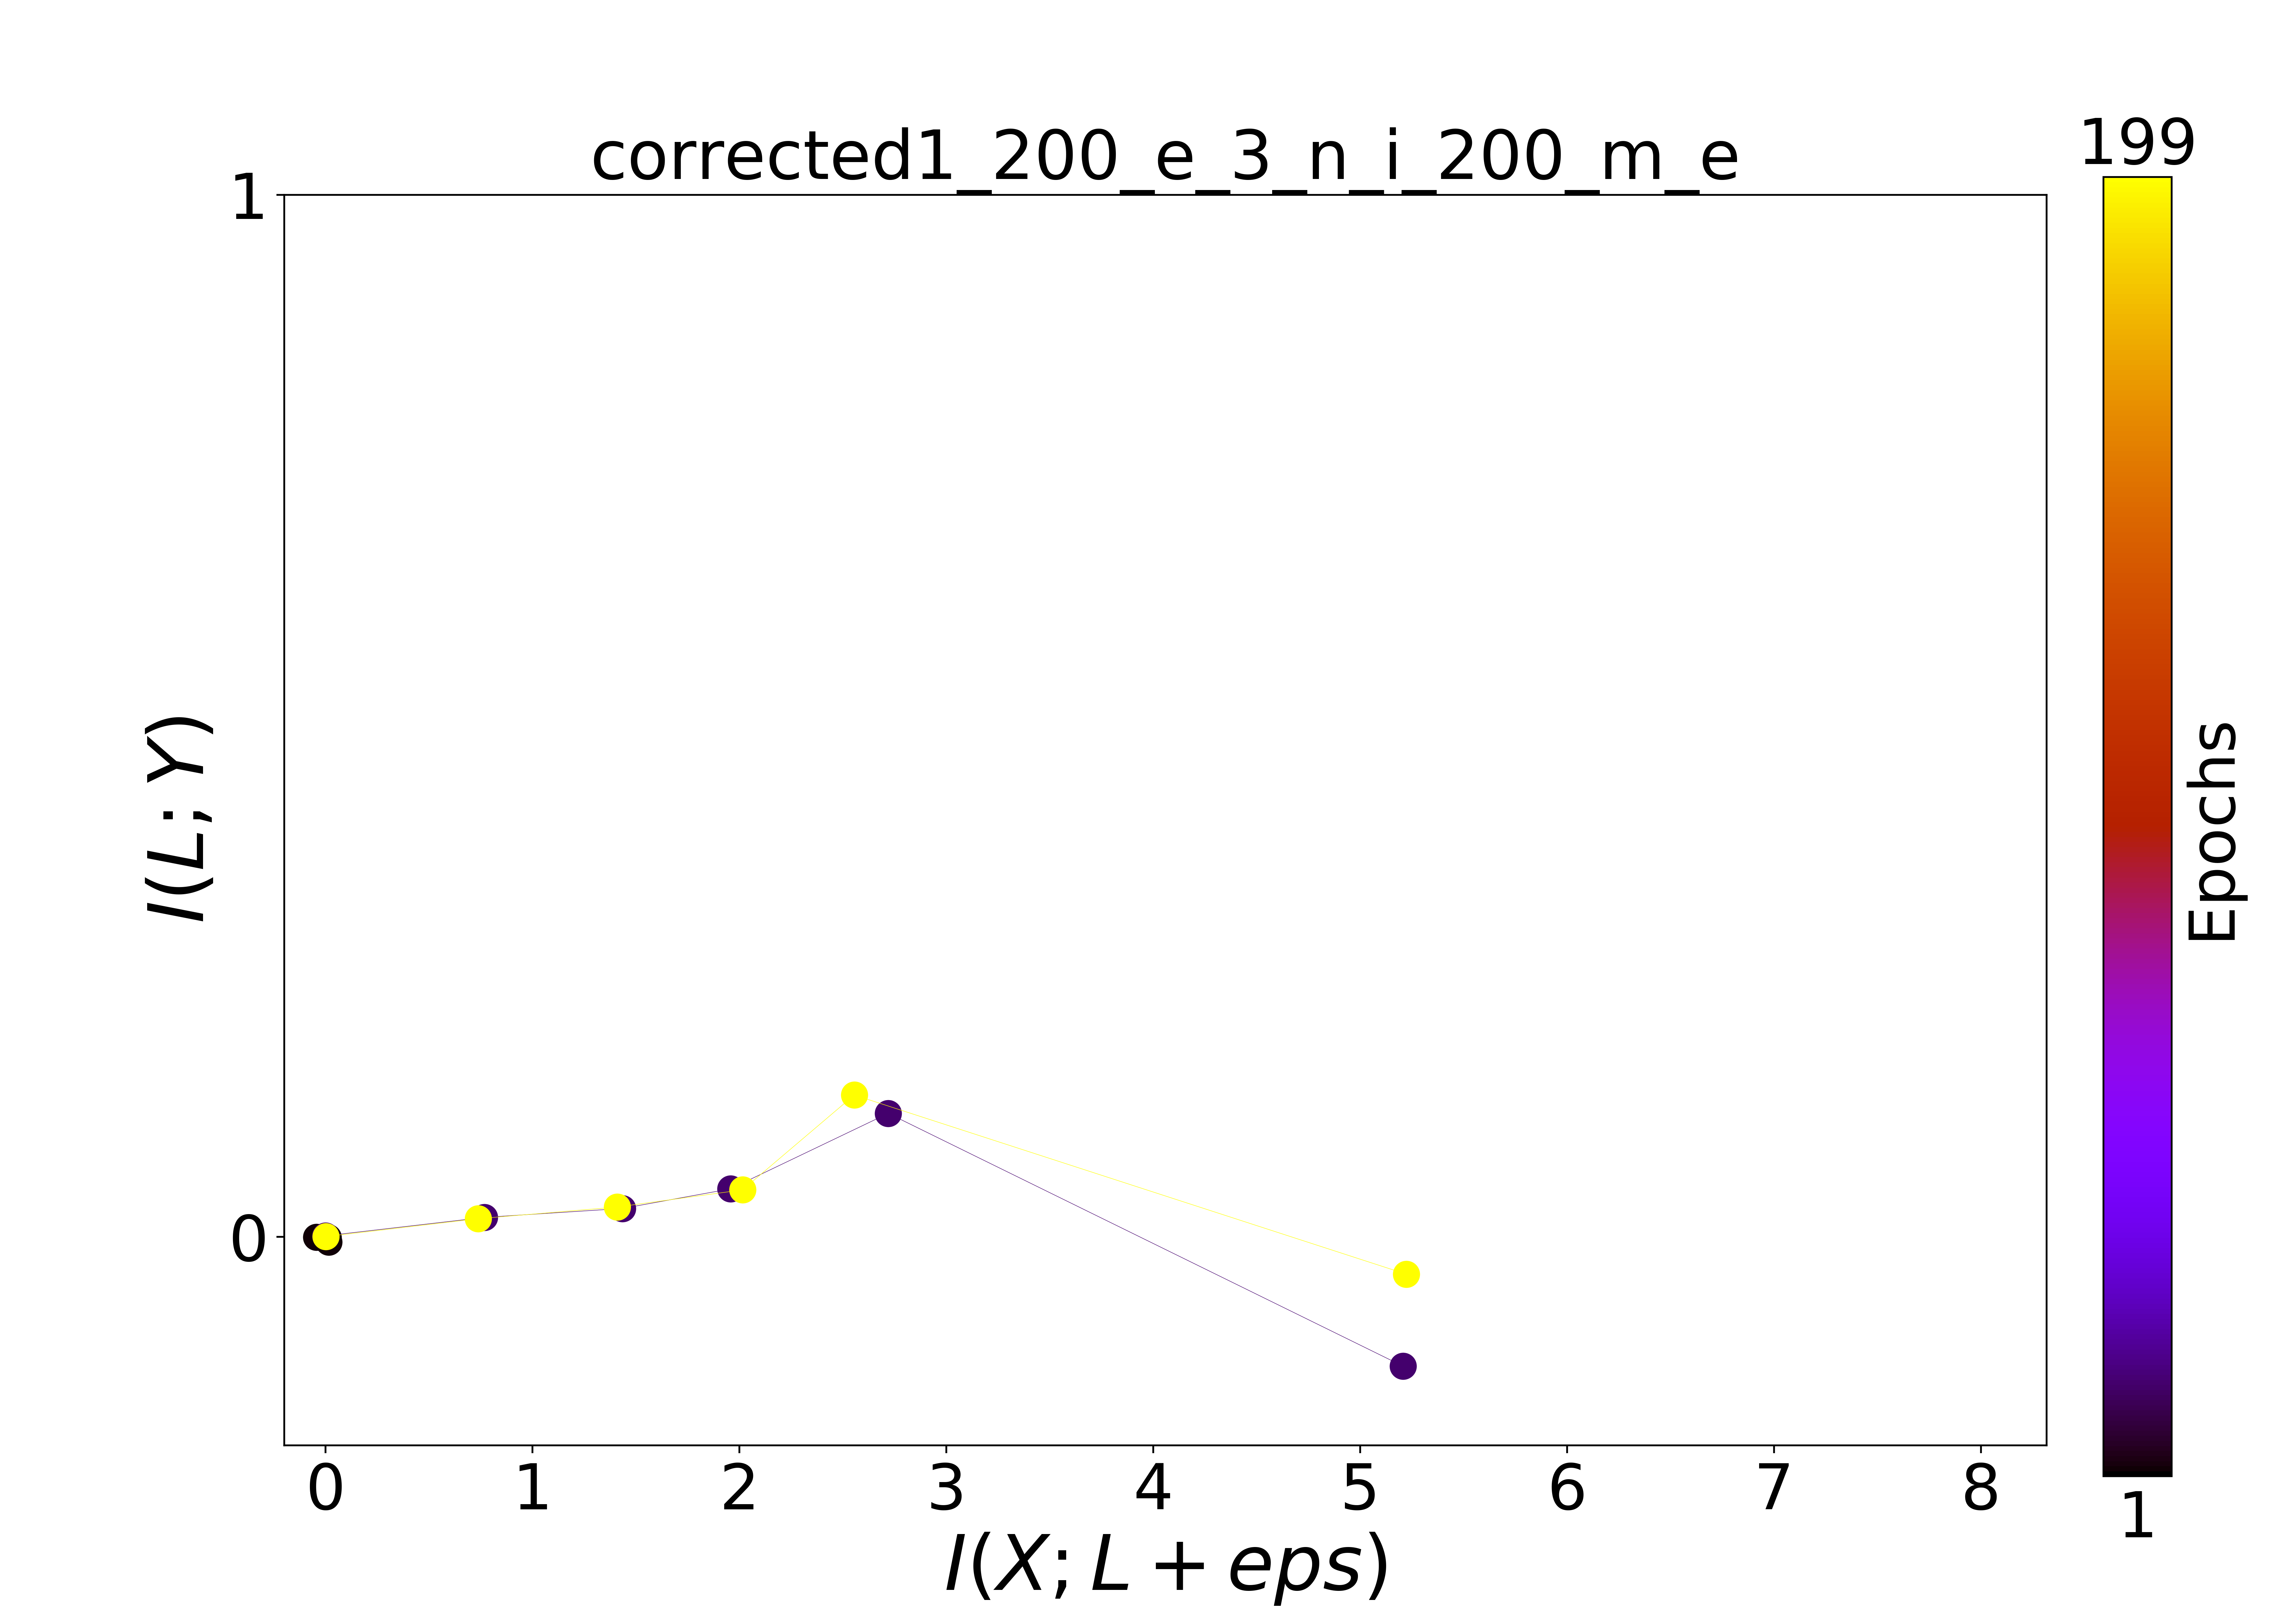 corrected1_200_e_3_n_i_200_m_e
199
1
0
I(L; Y)
Epochs
0 1 2 3 4 5 6 7 8
1
I(X; L + eps)